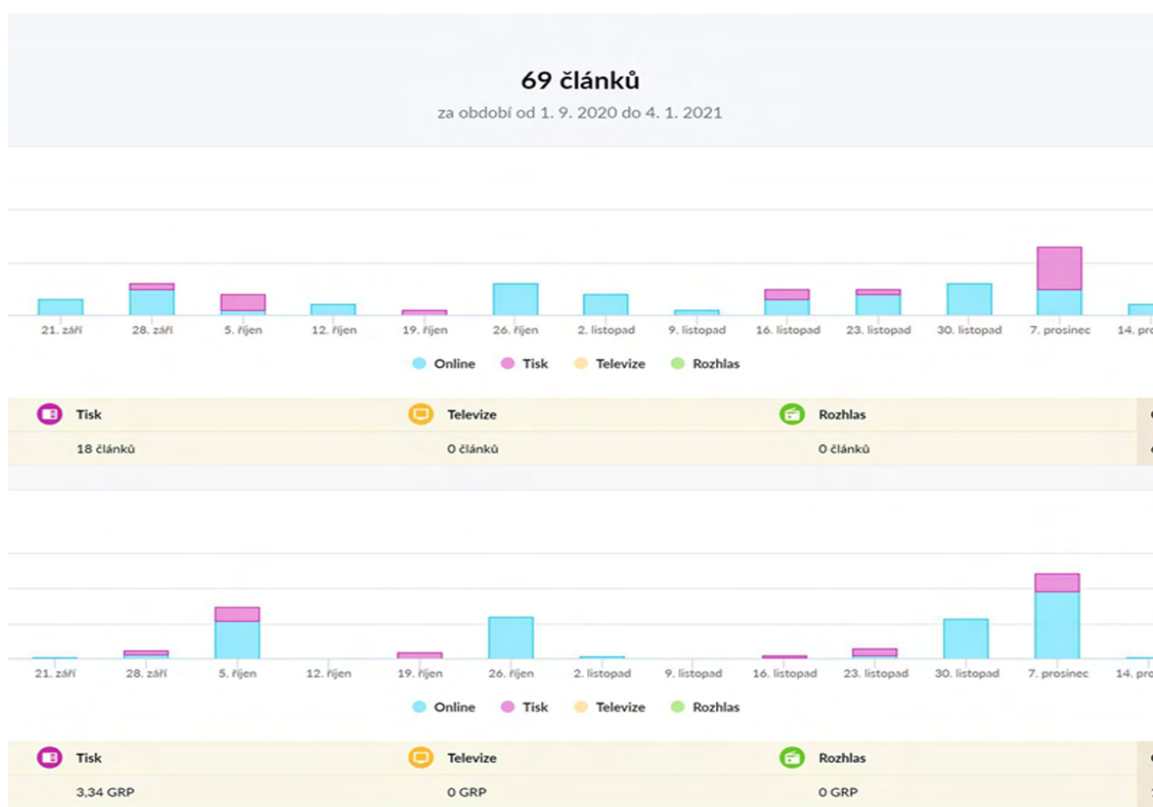 69 článků
za období od 1. 9. 2020 do 4. 1. 2021
21. září 28. září 5. říjen 12. říjen 19. říjen 26. říjen 2. listopad 9. listopad 16. listopad 23. listopad 30. listopad 7. prosinec 14.
Online Tisk Televize Rozhlas
Tisk Televize Rozhlas
18 článků 0 článků 0 článků
21. září 28. září 5. říjen 12. říjen 19. říjen 26. říjen 2. listopad 9. listopad 16. listopad 23. listopad 30. listopad 7. prosinec 14.
Online Tisk Televize Rozhlas
Tisk Televize Rozhlas
3,34 GRP 0 GRP 0 GRP